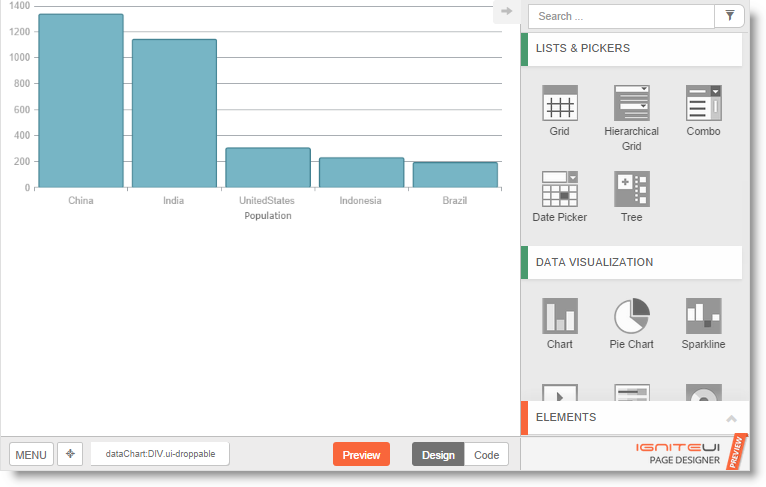 1400
1200
1000
800
600
400
200
0
China India UnitedStates Indonesia Brazil
Population
Search ...
LISTS & PICKERS
Grid Hierarchical Grid Combo
Date Picker Tree
DATA VISUALIZATION
Chart Pie Chart Sparkline
ELEMENTS
MENU dataChart:DIV.ui-droppable Preview Design Code
IGNITEUI
PAGE DESIGNER
PREVIEW